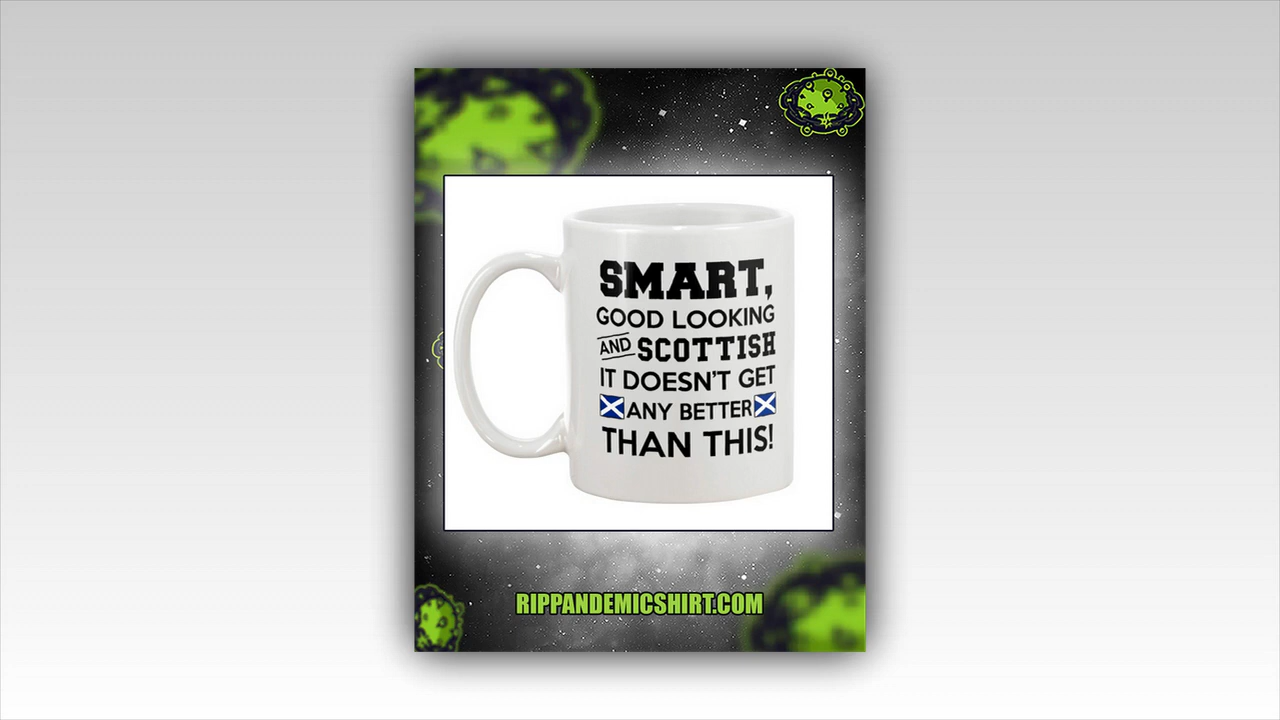 SMART,
GOOD LOOKING
AND SCOTTISH
IT DOESN'T GET
ANY BETTER
THAN THIS!
RIPPANDEMICSHIRT.COM